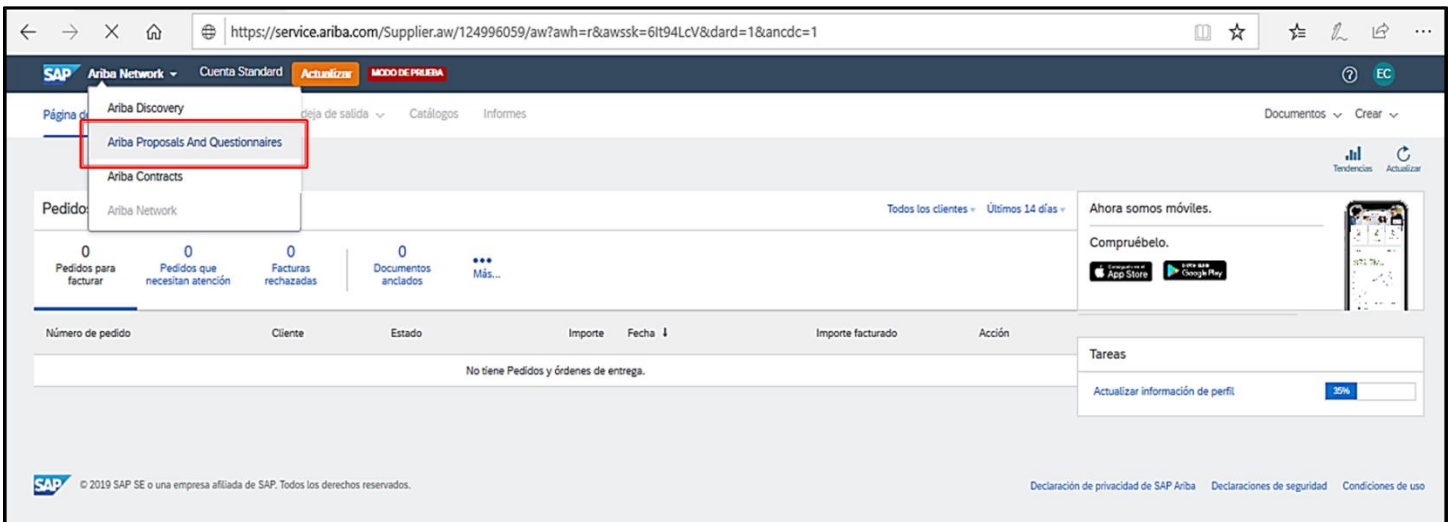 https://service.ariba.com/Supplier.aw/124996059/aw?awh=r&awssk=6It94LcV&dard=1&ancdc=1
SAP Ariba Network Cuenta Standard Actualizar MODO DE PRUEBA ? EC
Página de
deja de salida Catálogos Informes Documentos Crear
Ariba Discovery
Ariba Proposals And Questionnaires
Ariba Contracts
Ariba Network
Tendencias Actualizar
Pedidos Todos los clientes Últimos 14 días
0 Pedidos para facturar
0 Pedidos que necesitan atención
0 Facturas rechazadas
0 Documentos anclados
Más...
Número de pedido Cliente Estado Importe Fecha Importe facturado Acción
No tiene Pedidos y órdenes de entrega.
Ahora somos móviles.
Compruébelo.
App Store Google Play
Tareas
Actualizar información de perfil 35%
SAP © 2019 SAP SE o una empresa afiliada de SAP. Todos los derechos reservados. Declaración de privacidad de SAP Ariba Declaraciones de seguridad Condiciones de uso